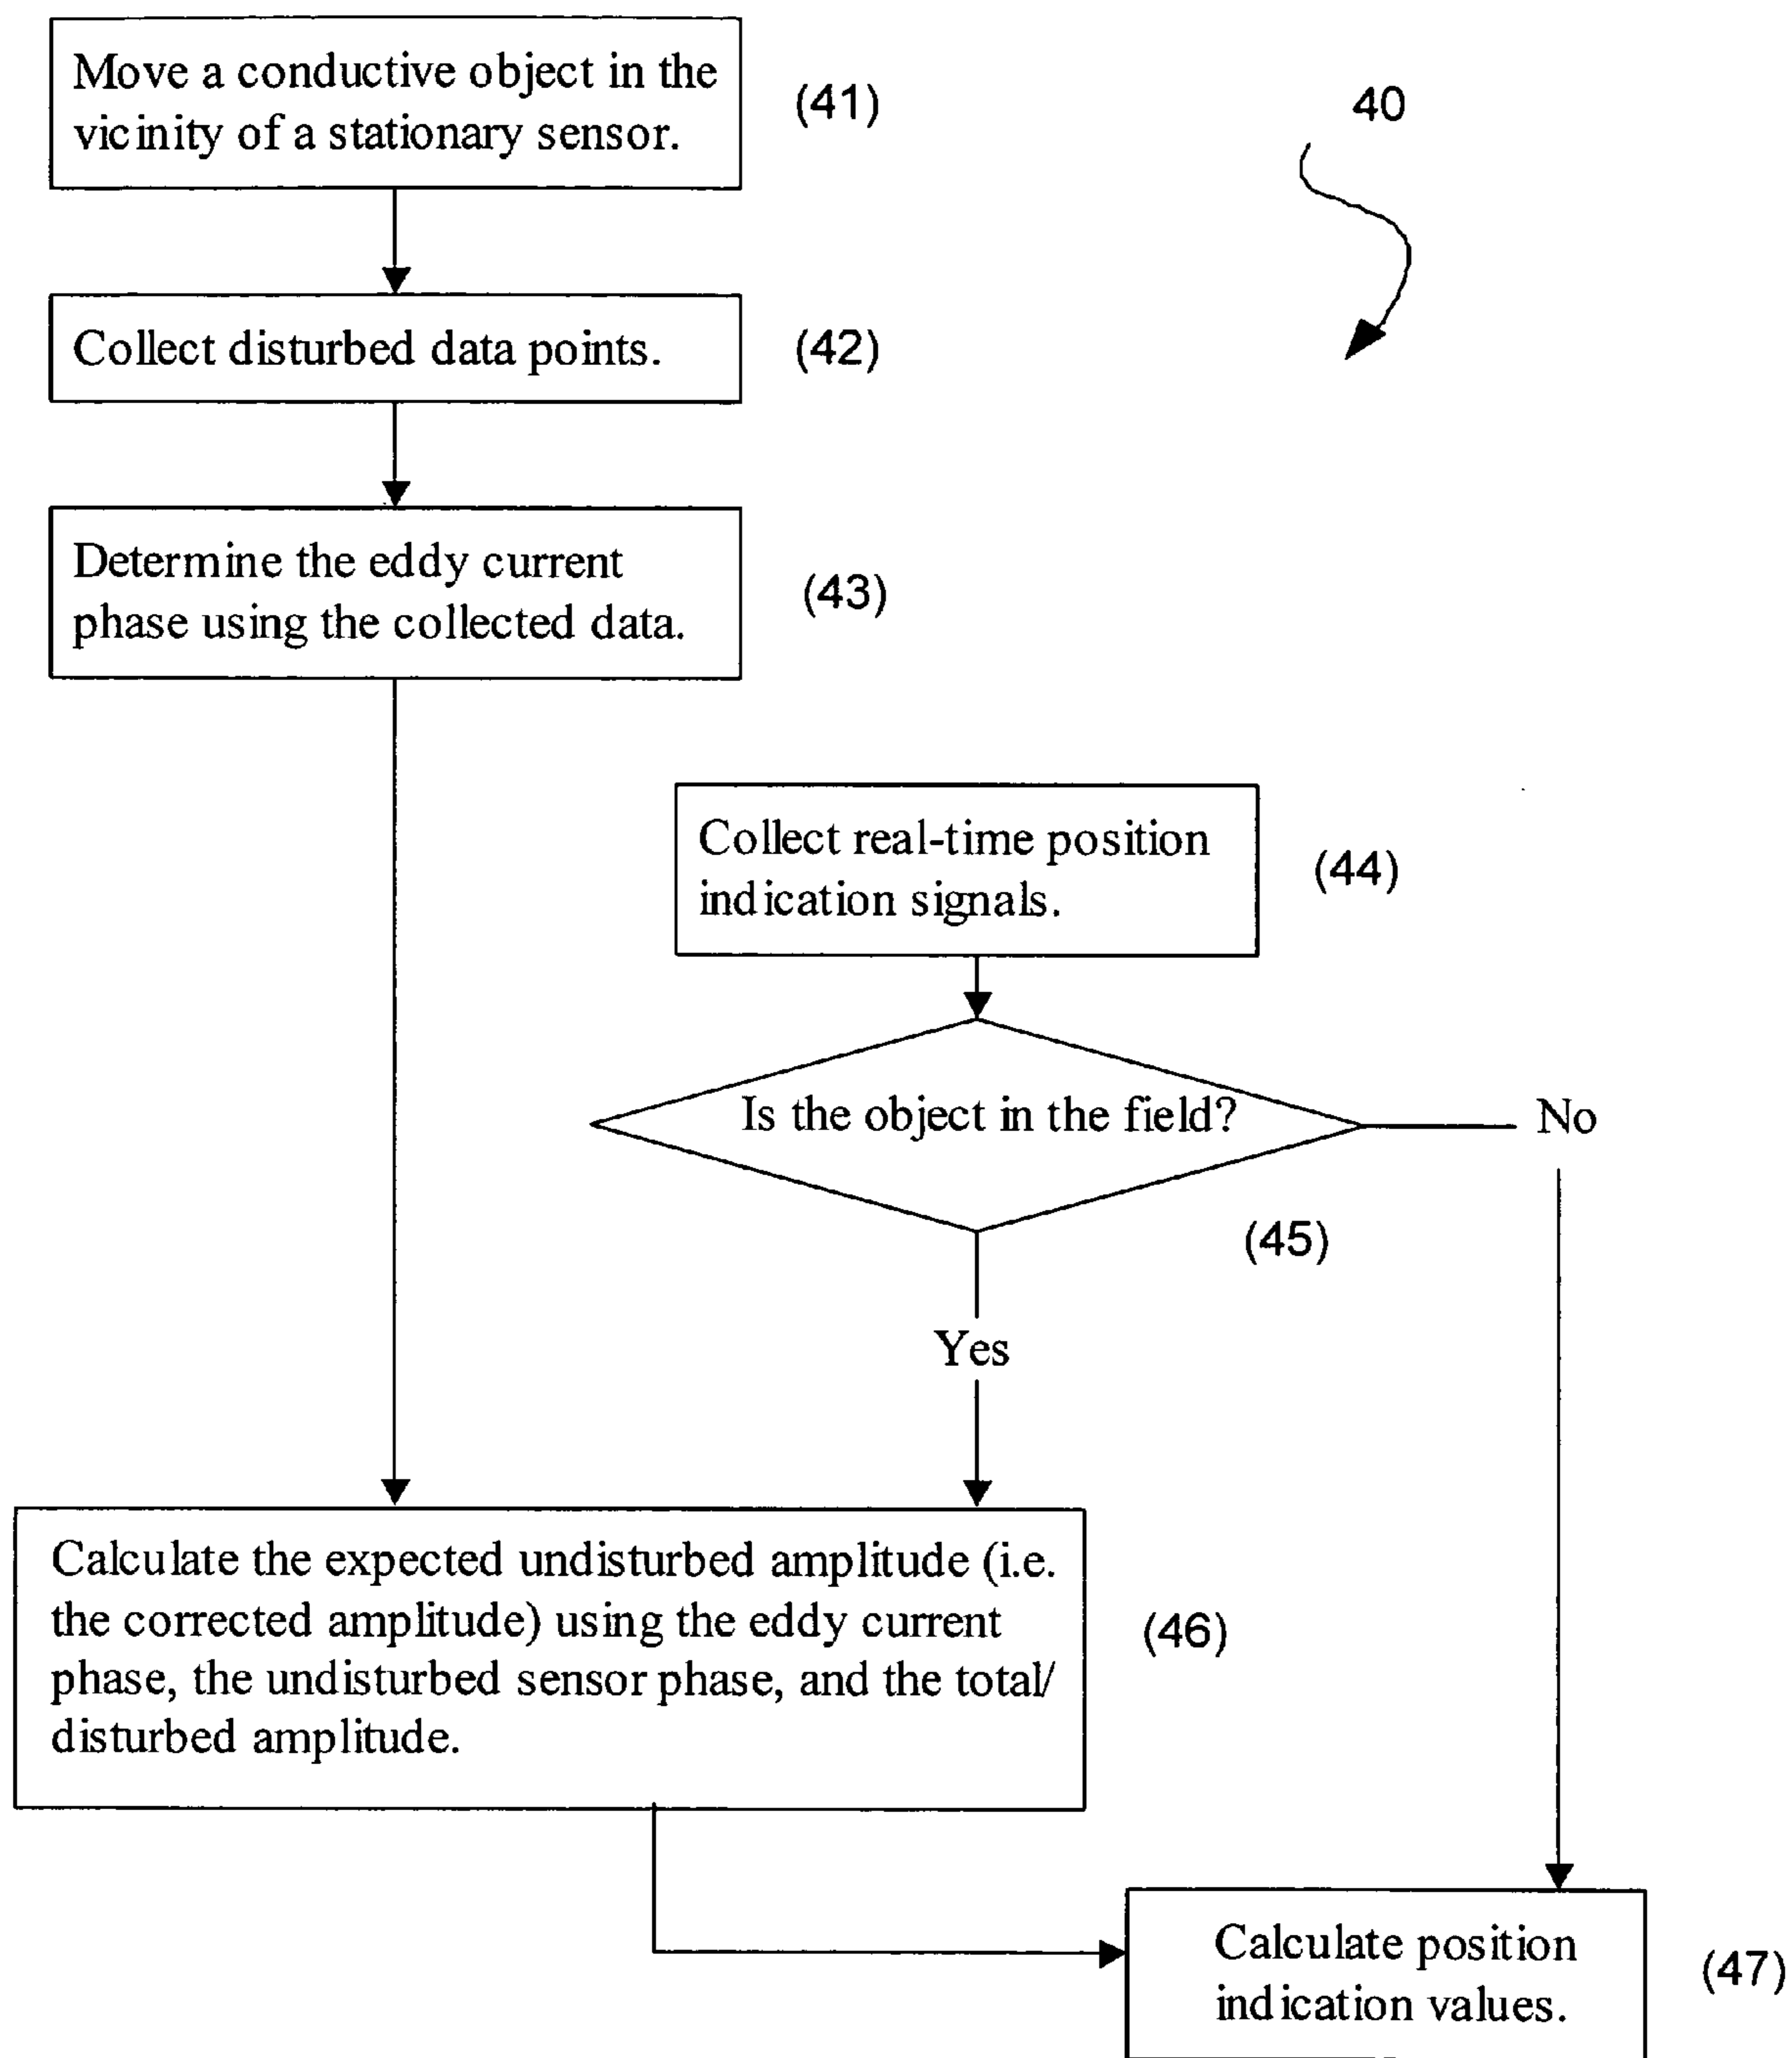 Move a conductive object in the
vicinity of a stationary sensor.
(41)
40
Collect disturbed data points.
(42)
Determine the eddy current
phase using the collected data.
(43)
Collect real-time position
indication signals.
(44)
Is the object in the field?
No
(45)
Yes
Calculate the expected undisturbed amplitude (i.e.
the corrected amplitude) using the eddy current
phase, the undisturbed sensor phase, and the total/
disturbed amplitude.
(46)
Calculate position
indication values.
(47)